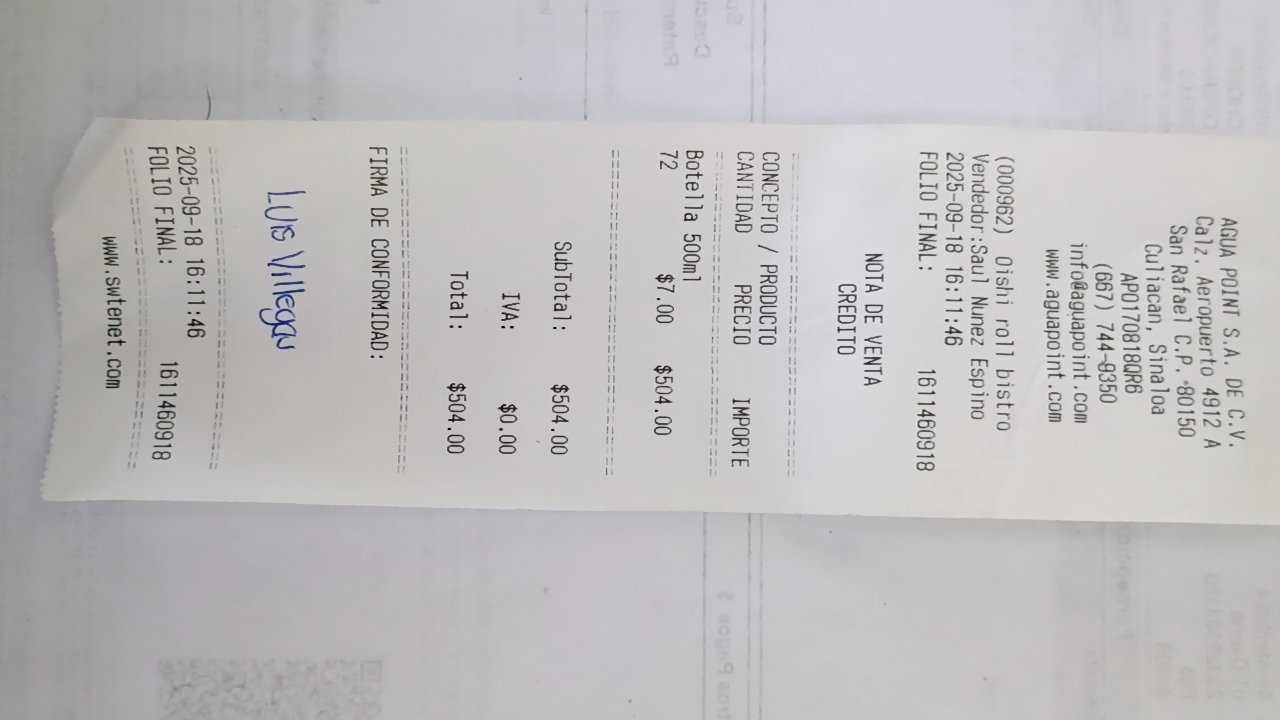 AGUA POINT S.A. DE C.V.
Calz. Aeropuerto 4912 A
San Rafael C.P. 80150
Culiacan, Sinaloa
APO170818QR6
(667) 744-9350
info@aguapoint.com
www.aguapoint.com
NOTA DE VENTA
CREDITO
(000962) Oishi roll bistro
Vendedor:Saul Nunez Espino
2025-09-18 16:11:46
FOLIO FINAL: 1611460918
CONCEPTO / PRODUCTO
CANTIDAD PRECIO IMPORTE
Botella 500ml
72 $7.00 $504.00
SubTotal: $504.00
IVA: $0.00
Total: $504.00
FIRMA DE CONFORMIDAD:
LUIS Villegas
2025-09-18 16:11:46
FOLIO FINAL: 1611460918
www.swtenet.com